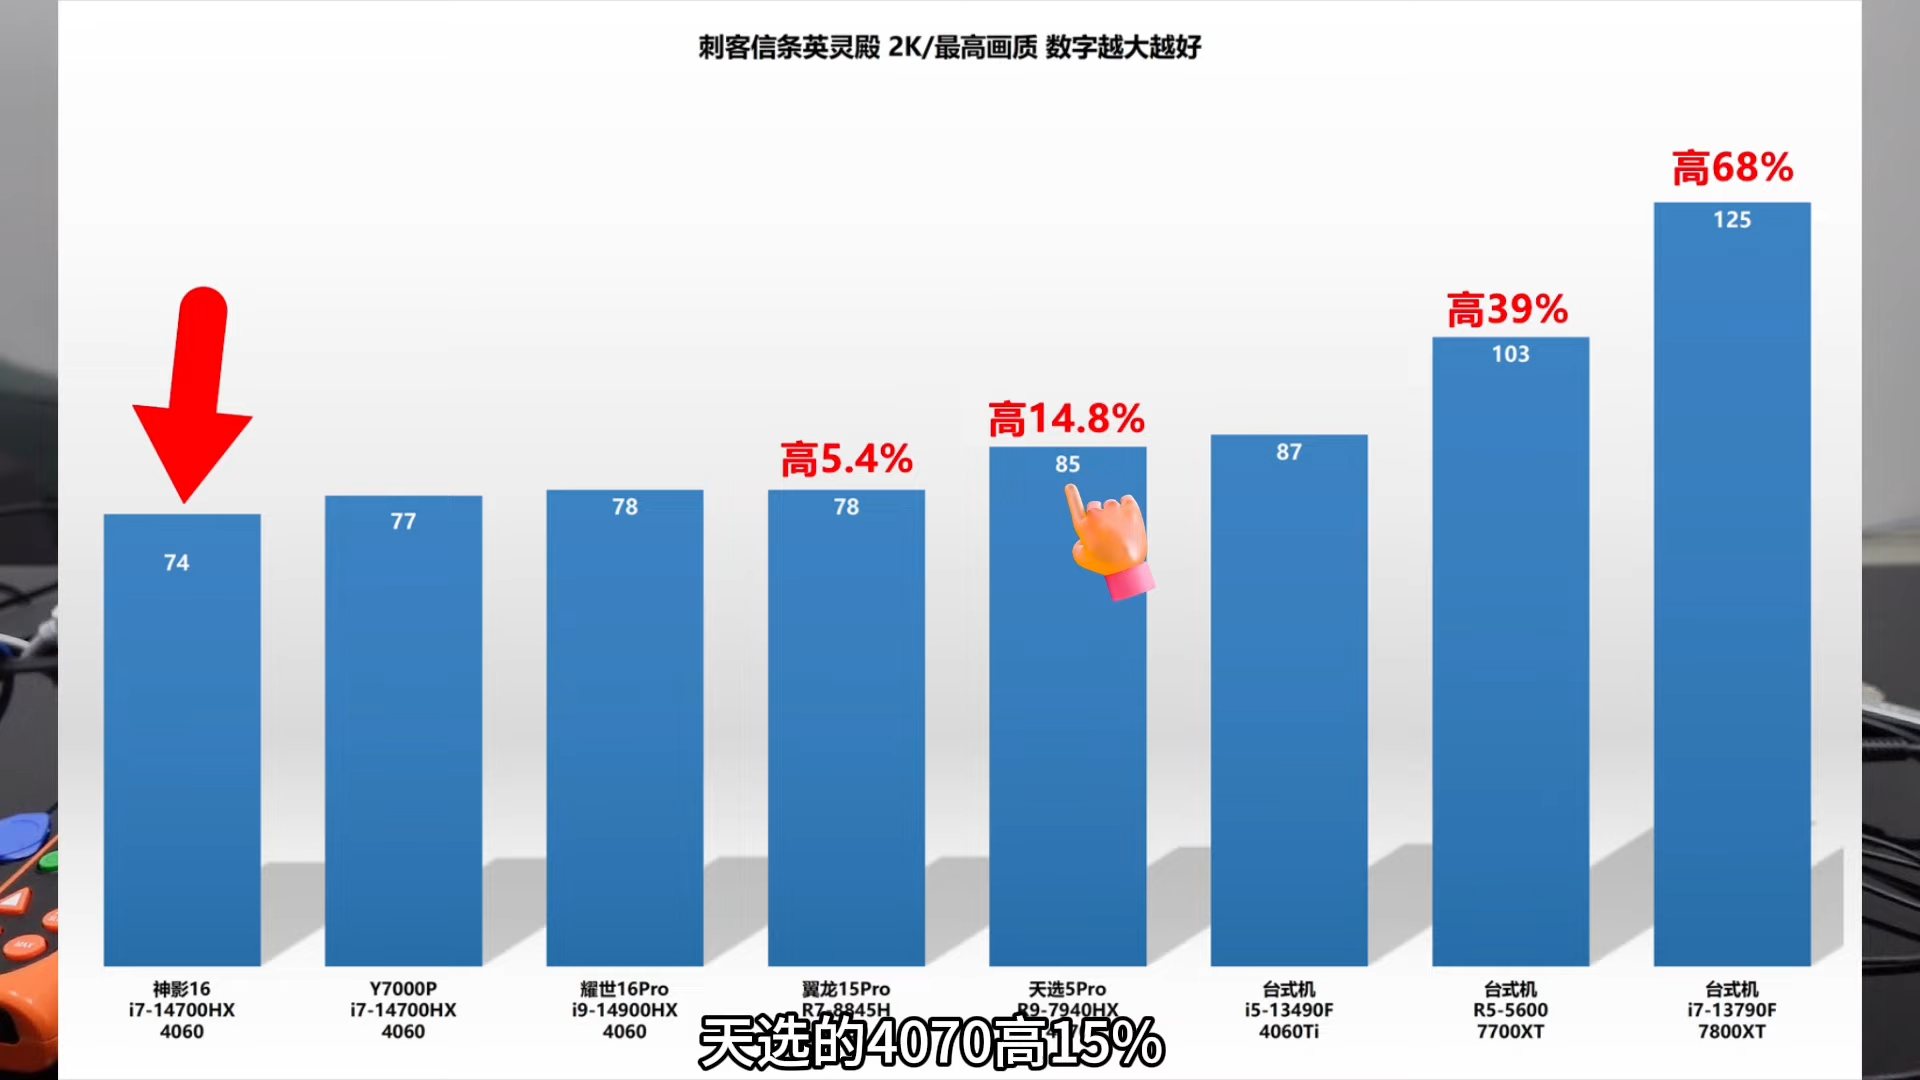 刺客信条英灵殿 2K/最高画质 数字越大越好
高68%
125
高39%
103
高14.8%
85
87
高5.4%
78
78
77
74
神影16
i7-14700HX
4060
Y7000P
i7-14700HX
4060
耀世16Pro
i9-14900HX
4060
翼龙15Pro
R7-8845H
天选5Pro
R9-7940HX
台式机
i5-13490F
4060Ti
台式机
R5-5600
7700XT
台式机
i7-13790F
7800XT
天选的4070高15%